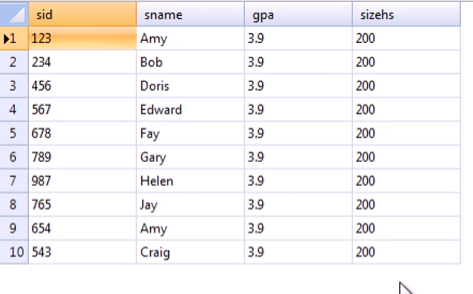 sid sname gpa sizehs
1 123 Amy 3.9 200
2 234 Bob 3.9 200
3 456 Doris 3.9 200
4 567 Edward 3.9 200
5 678 Fay 3.9 200
6 789 Gary 3.9 200
7 987 Helen 3.9 200
8 765 Jay 3.9 200
9 654 Amy 3.9 200
10 543 Craig 3.9 200